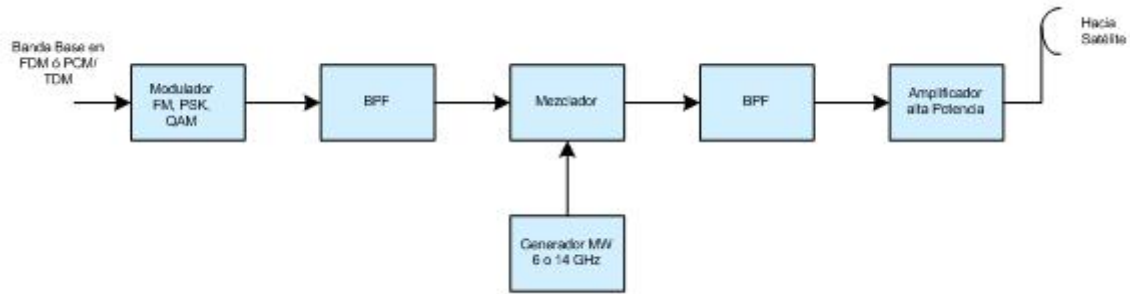 Banda Base en
FDM ó PCM/
TDM
Modulador
FM, PSK,
QAM
BPF
Mezclador
BPF
Amplificador
alta Potencia
Hacia
Satélite
Generador MW
6 o 14 GHz